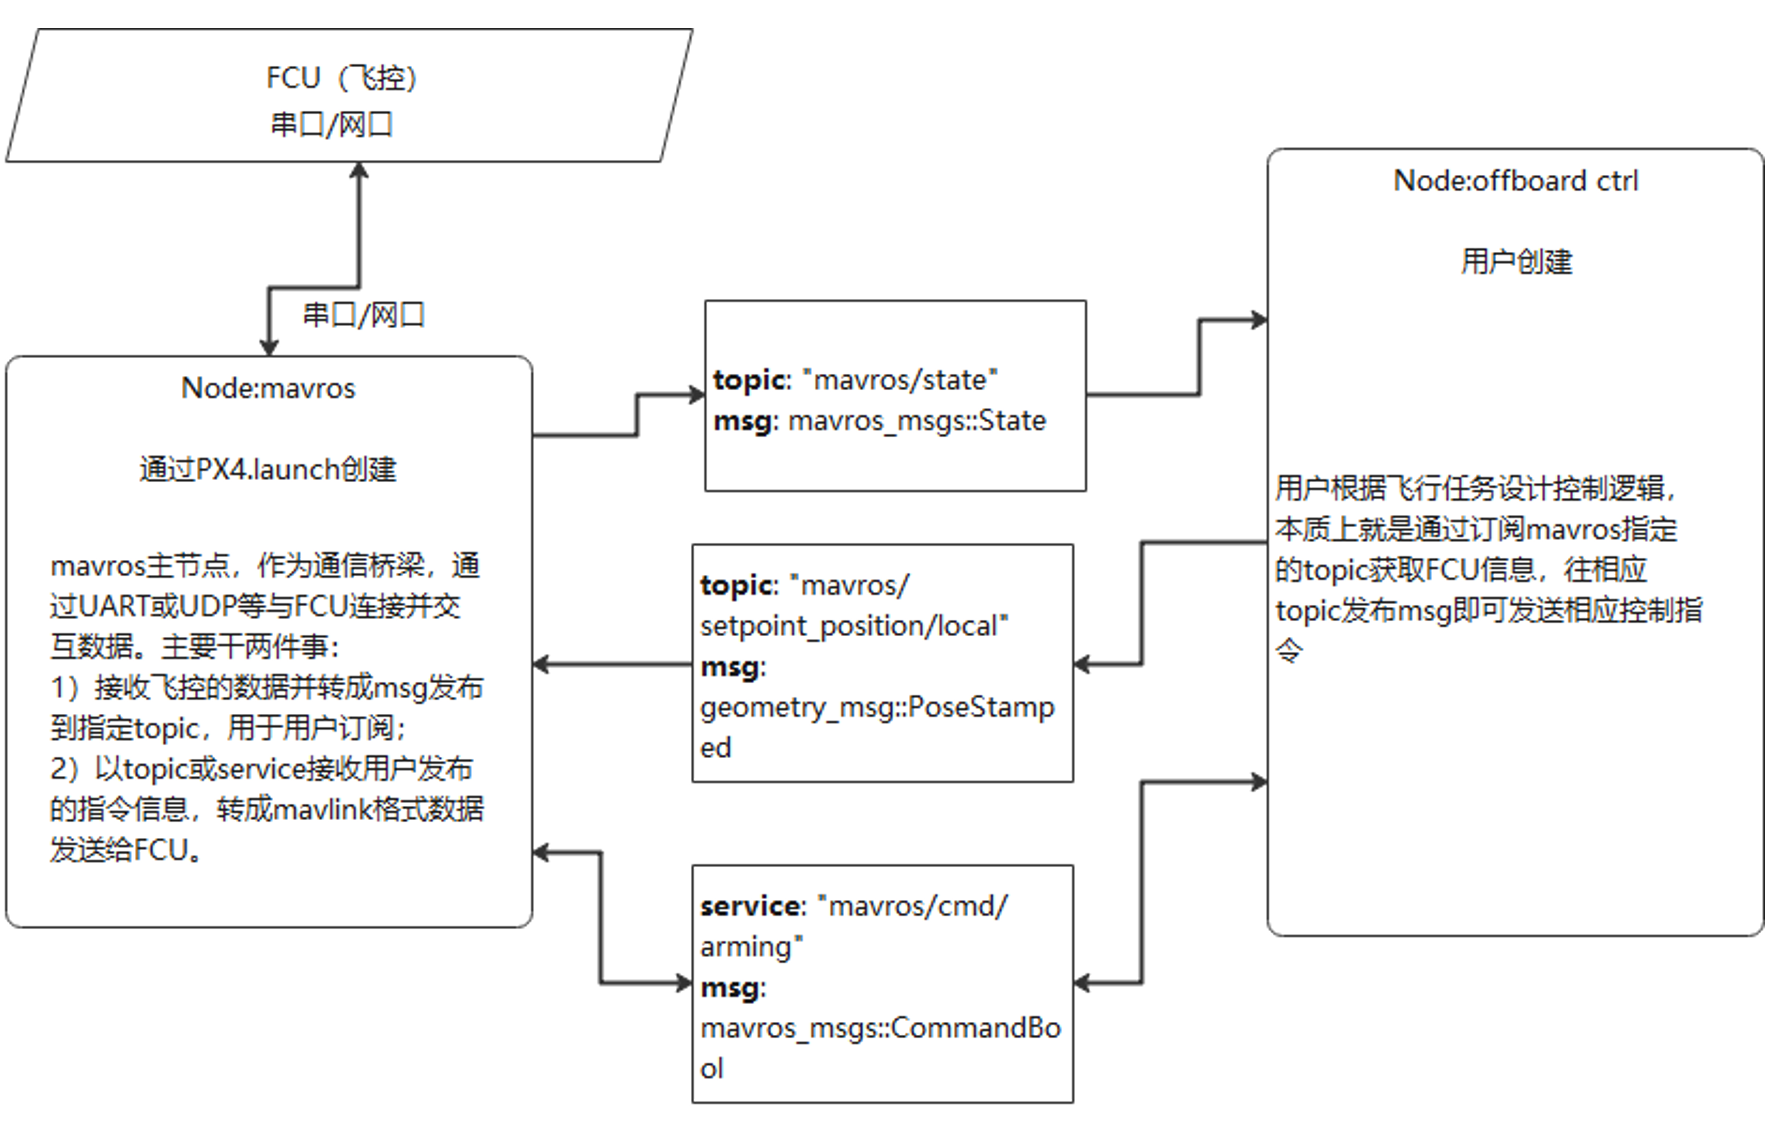 FCU（飞控）
串口/网口
串口/网口
Node:mavros
通过PX4.launch创建
mavros主节点，作为通信桥梁，通
过UART或UDP等与FCU连接并交
互数据。主要干两件事：
1）接收飞控的数据并转成msg发布
到指定topic，用于用户订阅；
2）以topic或service接收用户发布
的指令信息，转成mavlink格式数据
发送给FCU。
topic: "mavros/state"
msg: mavros_msgs::State
topic: "mavros/
setpoint_position/local"
msg:
geometry_msg::PoseStamp
ed
service: "mavros/cmd/
arming"
msg:
mavros_msgs::CommandBo
ol
Node:offboard ctrl
用户创建
用户根据飞行任务设计控制逻辑，
本质上就是通过订阅mavros指定
的topic获取FCU信息，往相应
topic发布msg即可发送相应控制指
令